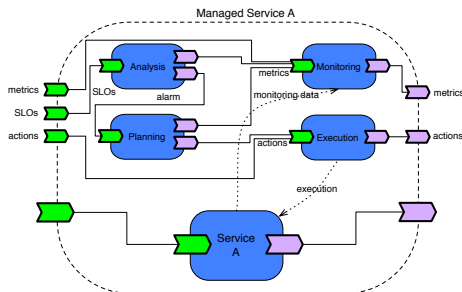 Managed Service A
Analysis
Monitoring
metrics
metrics
metrics
SLOs
SLOs
alarm
monitoring data
actions
Planning
Execution
actions
actions
execution
Service
A